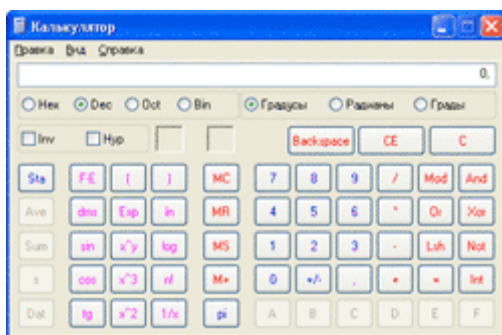 Калькулятор
Правка Вид Справка
0,
Hex Dec Oct Bin Градусы Радианы Грады
Inv Hyp Backspace CE C
Sta F-E ( ) MC 7 8 9 / Mod And
Ave dms Exp ln MR 4 5 6 * Or Xor
Sum sin x^y log MS 1 2 3 - Lsh Not
s cos x^3 n! M+ 0 +/- , + = Int
Dat tg x^2 1/x pi A B C D E F